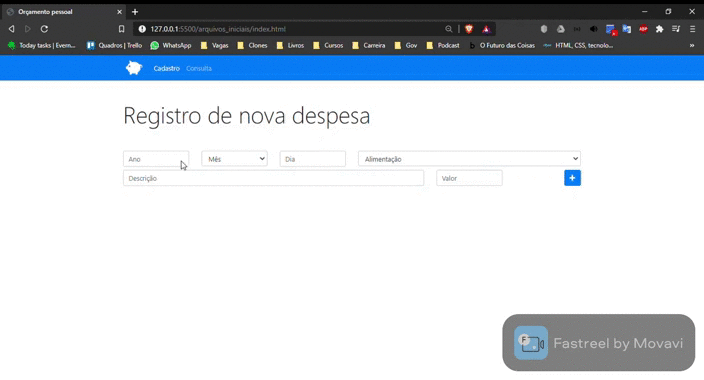 Orçamento pessoal
127.0.0.1:5500/arquivos_iniciais/index.html
Today tasks | Evern... Quadros | Trello WhatsApp Vagas Clones Livros Cursos Carreira Gov Podcast O Futuro das Coisas HTML, CSS, tecnolo... »
Cadastro Consulta
Registro de nova despesa
Ano Mês Dia Alimentação
Descrição Valor +
Fastreel by Movavi